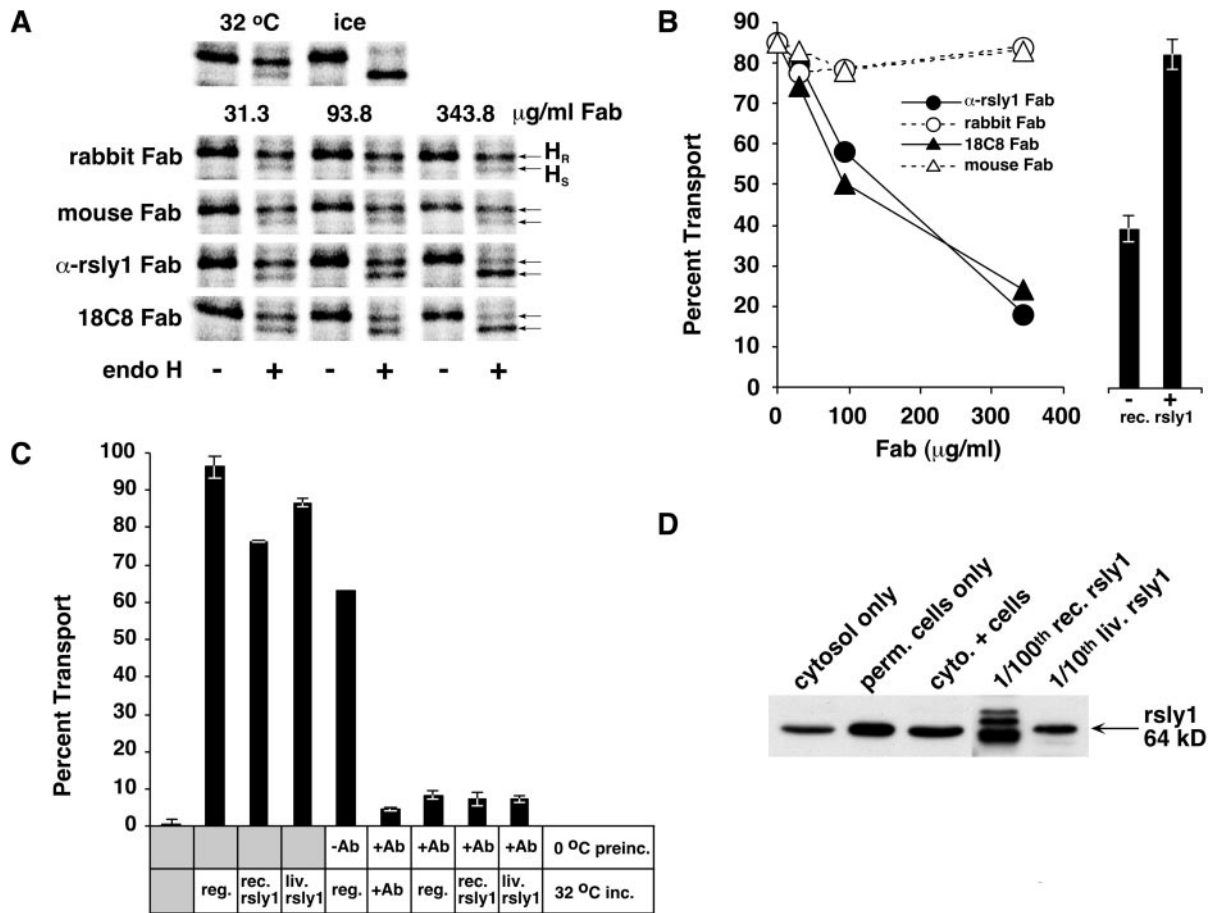 A
32 ºC ice
31.3 93.8 343.8 μg/ml Fab
rabbit Fab
HR
HS
mouse Fab
α-rsly1 Fab
18C8 Fab
endo H - + - + - +
B
90
80
70
60
50
40
30
20
10
0
Percent Transport
α-rsly1 Fab
rabbit Fab
18C8 Fab
mouse Fab
0 100 200 300 400
Fab (μg/ml)
- +
rec. rsly1
C
100
90
80
70
60
50
40
30
20
10
0
Percent Transport
-Ab +Ab +Ab +Ab +Ab 0 ºC preinc.
reg. rec. rsly1 liv. rsly1 reg. +Ab reg. rec. rsly1 liv. rsly1 32 ºC inc.
D
cytosol only
perm. cells only
cyto. + cells
1/100th rec. rsly1
1/10th liv. rsly1
rsly1
64 kD